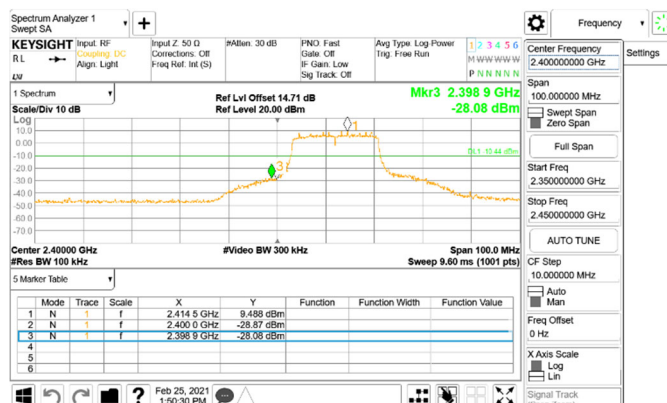 Spectrum Analyzer 1
Swept SA
Frequency
KEYSIGHT Input: RF
Coupling: DC
Align: Light
RL
Input Z: 50 Ω
Corrections: Off
Freq Ref: Int (S)
#Atten: 30 dB
PNO: Fast
Gate: Off
IF Gain: Low
Sig Track: Off
Avg Type: Log-Power
Trig: Free Run
1 2 3 4 5 6
M W W W W W
P N N N N N
Center Frequency
2.400000000 GHz
Settings
Span
100.000000 MHz
Swept Span
Zero Span
Full Span
Start Freq
2.350000000 GHz
Stop Freq
2.450000000 GHz
AUTO TUNE
CF Step
10.000000 MHz
Auto
Man
Freq Offset
0 Hz
X Axis Scale
Log
Lin
Signal Track
1 Spectrum
Scale/Div 10 dB
Ref Lvl Offset 14.71 dB
Ref Level 20.00 dBm
Mkr3 2.398 9 GHz
-28.08 dBm
Log
10.0
0.00
-10.0
-20.0
-30.0
-40.0
-50.0
-60.0
-70.0
1
3
Center 2.40000 GHz
#Res BW 100 kHz
#Video BW 300 kHz
Span 100.0 MHz
Sweep 9.60 ms (1001 pts)
5 Marker Table
Mode Trace Scale X Y Function Function Width Function Value
1 N 1 f 2.414 5 GHz 9.488 dBm
2 N 1 f 2.400 0 GHz -28.87 dBm
3 N 1 f 2.398 9 GHz -28.08 dBm
4
5
6
Feb 25, 2021
1:50:30 PM